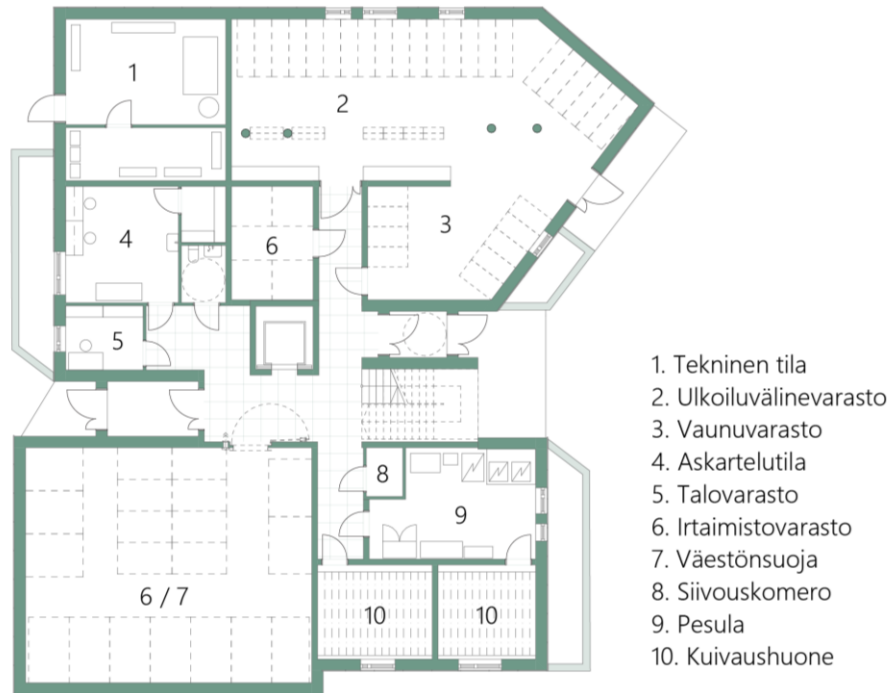 1
2
3
4
6
5
8
9
6 / 7
10
10
1. Tekninen tila
2. Ulkoiluvälinevarasto
3. Vaunuvarasto
4. Askartelutila
5. Talovarasto
6. Irtaimistovarasto
7. Väestönsuoja
8. Siivouskomero
9. Pesula
10. Kuivaushuone